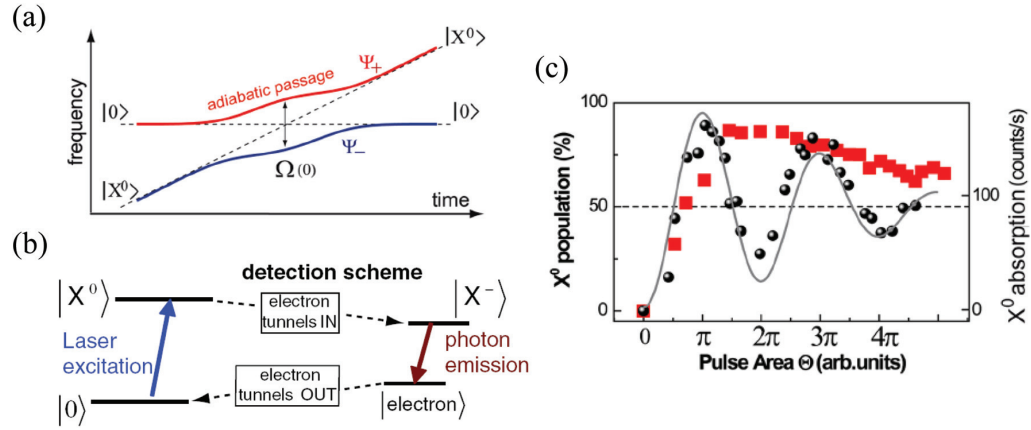 (a)
|X⁰⟩
Ψ₊
adiabatic passage
|0⟩
|0⟩
frequency
Ω(0)
Ψ₋
|X⁰⟩
time
(b)
detection scheme
|X⁰⟩
electron
tunnels IN
|X⁻⟩
Laser
excitation
photon
emission
electron
tunnels OUT
|0⟩
|electron⟩
(c)
100
50
0
X⁰ population (%)
100
0
X⁰ absorption (counts/s)
0 π 2π 3π 4π
Pulse Area Θ (arb.units)